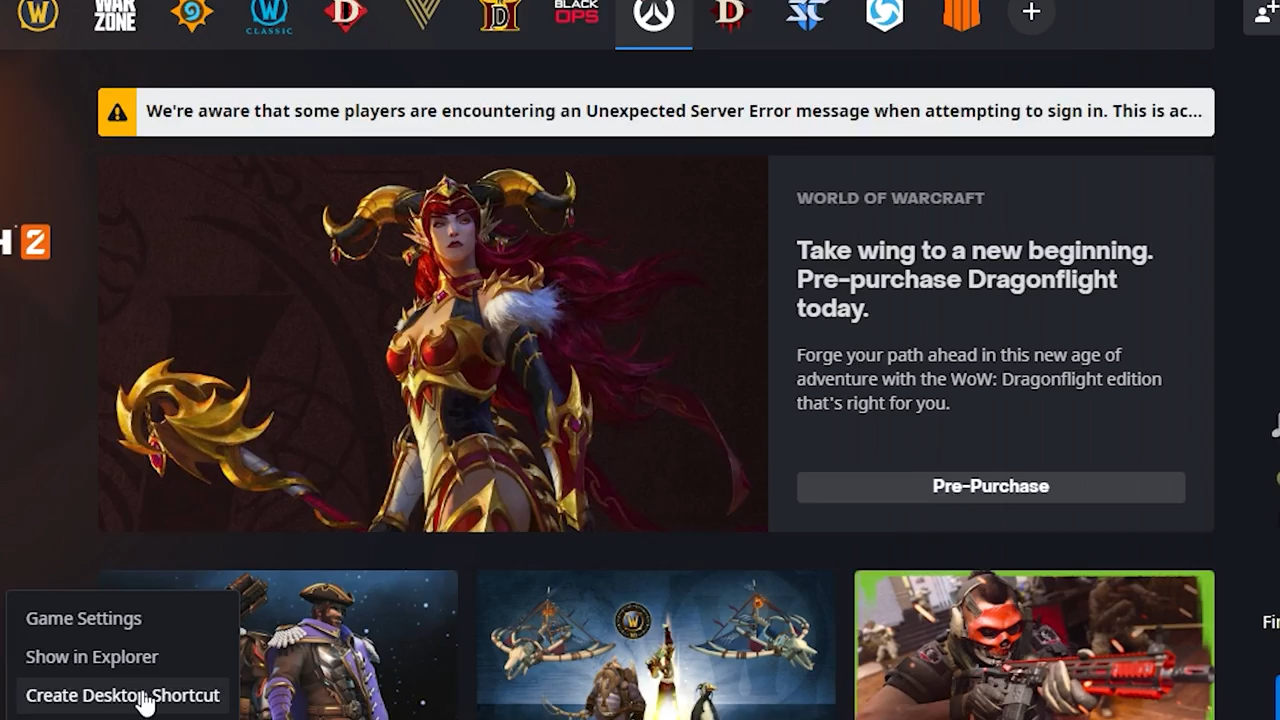 WAR
ZONE
CLASSIC
BLACK
OPS
We're aware that some players are encountering an Unexpected Server Error message when attempting to sign in. This is ac...
WORLD OF WARCRAFT
Take wing to a new beginning.
Pre-purchase Dragonflight
today.
Forge your path ahead in this new age of
adventure with the WoW: Dragonflight edition
that's right for you.
Pre-Purchase
Game Settings
Show in Explorer
Create Desktop Shortcut